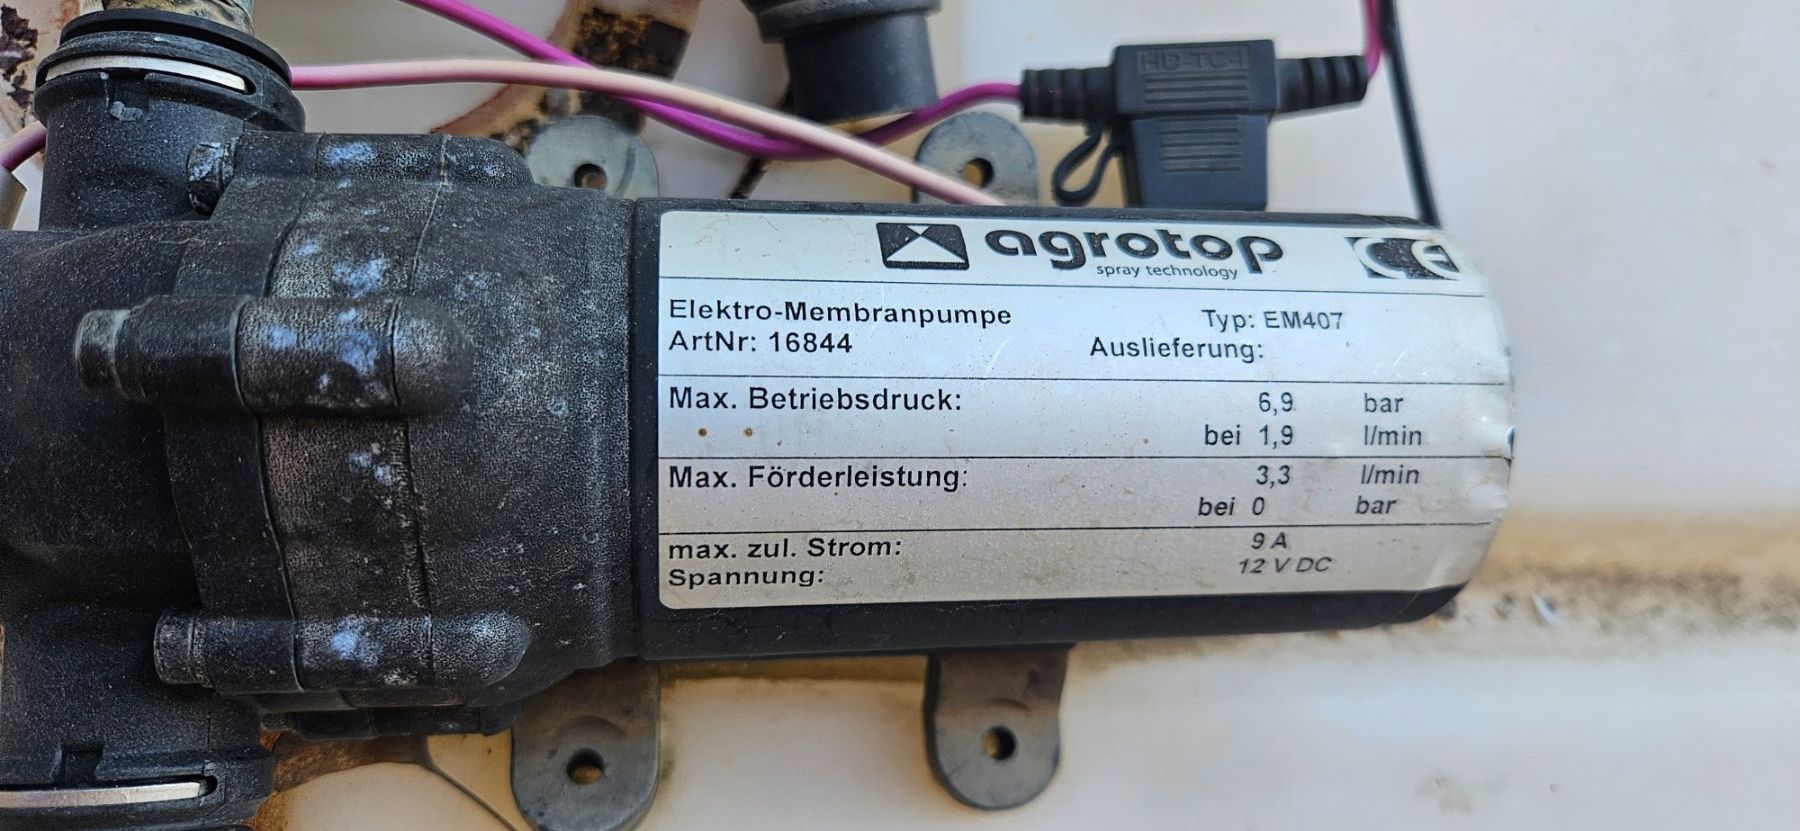 HD-TC-I
agrotop
spray technology
CE
Elektro-Membranpumpe Typ: EM407
ArtNr: 16844 Auslieferung:
Max. Betriebsdruck: 6,9 bar
bei 1,9 l/min
Max. Förderleistung: 3,3 l/min
bei 0 bar
max. zul. Strom: 9 A
Spannung: 12 V DC